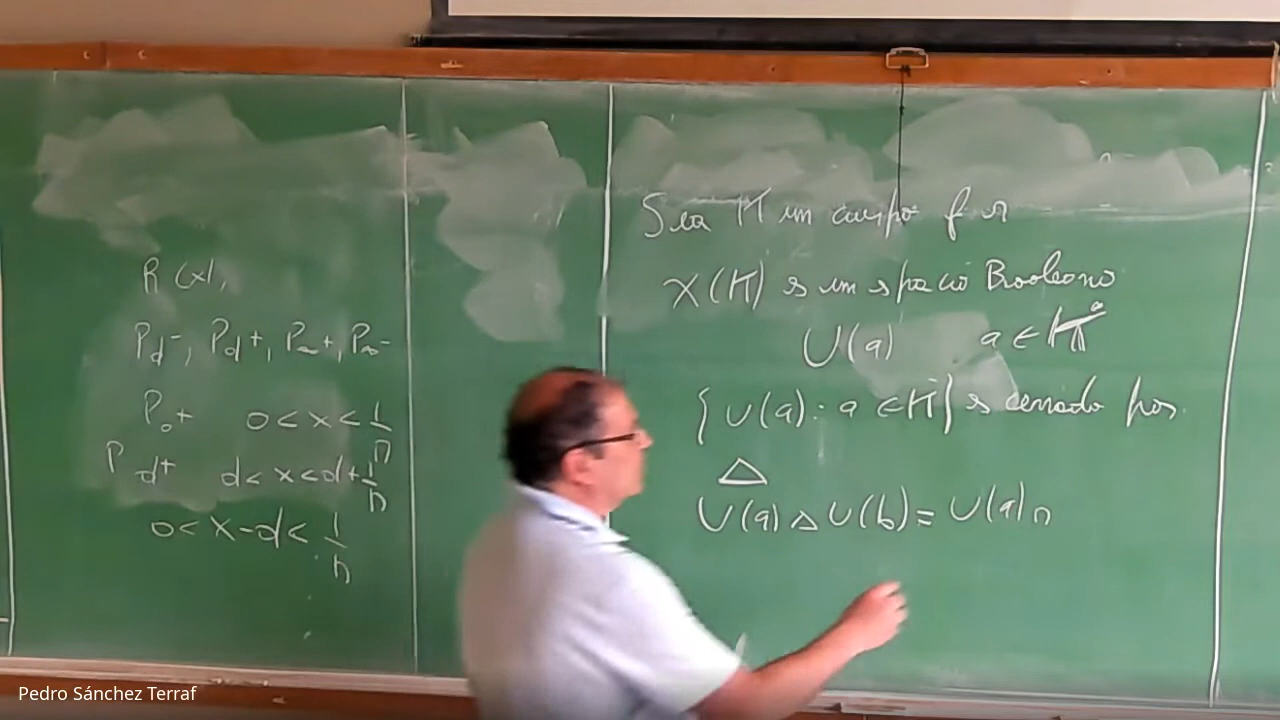 R(x),
P_d-, P_d+, P_∞+, P_∞-
P_0+ 0 < x < 1/n
P_d+ d < x < d + 1/n
0 < x - d < 1/n
Sea K un cuerpo f r
X(K) es un espacio Booleano
U(a) a ∈ K
{U(a): a ∈ K} es cerrado por
△
U(a) △ U(b) = U(a) ∩
Pedro Sánchez Terraf